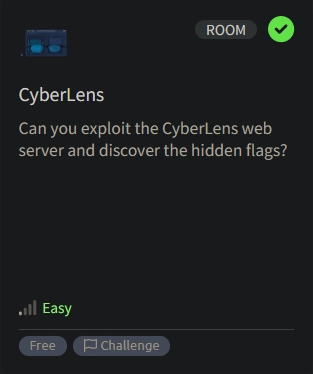 ROOM
CyberLens
Can you exploit the CyberLens web
server and discover the hidden flags?
Easy
Free Challenge